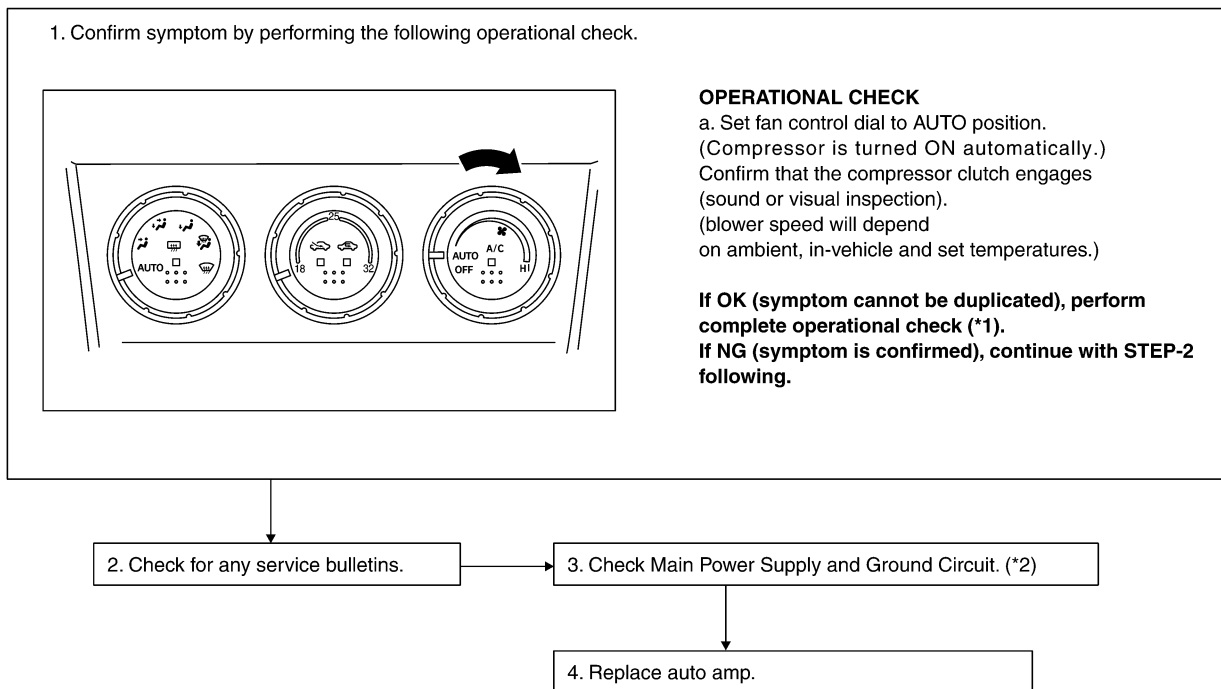 1. Confirm symptom by performing the following operational check.
25
18
32
AUTO
AUTO
OFF
A/C
HI
OPERATIONAL CHECK
a. Set fan control dial to AUTO position.
(Compressor is turned ON automatically.)
Confirm that the compressor clutch engages
(sound or visual inspection).
(blower speed will depend
on ambient, in-vehicle and set temperatures.)
If OK (symptom cannot be duplicated), perform
complete operational check (*1).
If NG (symptom is confirmed), continue with STEP-2
following.
2. Check for any service bulletins.
3. Check Main Power Supply and Ground Circuit. (*2)
4. Replace auto amp.